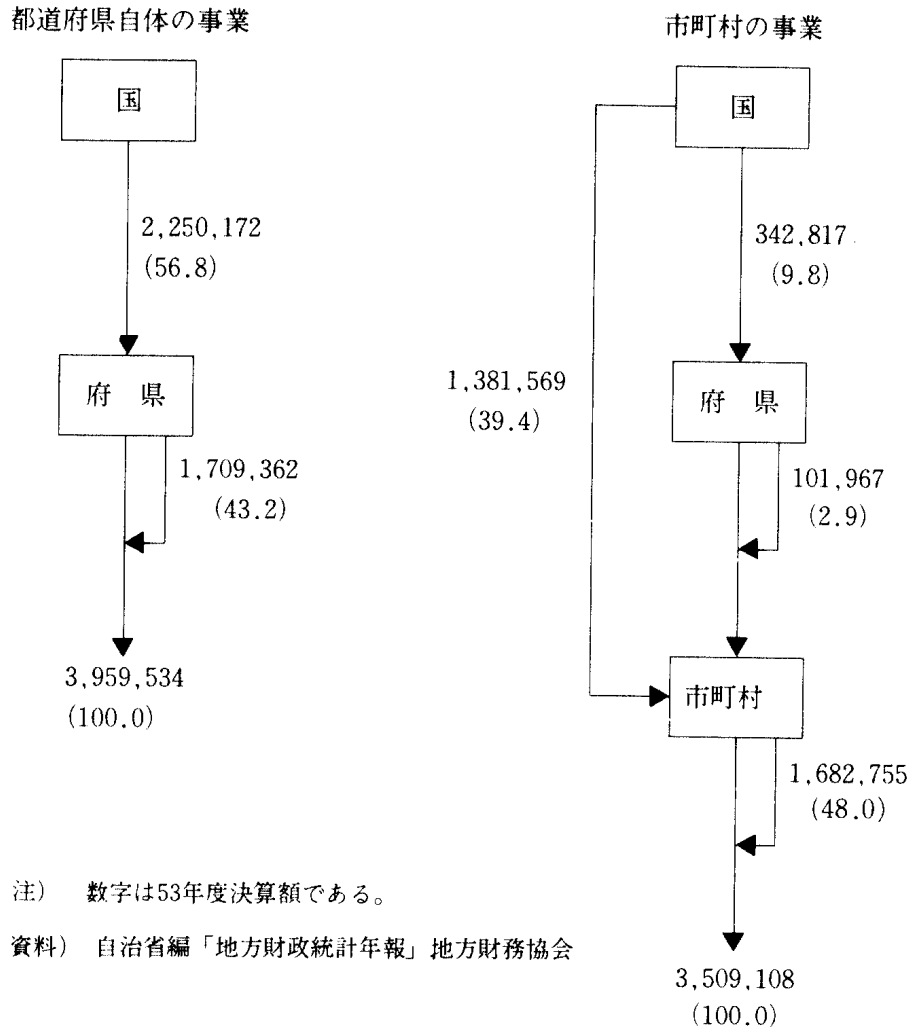 都道府県自体の事業
国
2,250,172
(56.8)
府 県
1,709,362
(43.2)
3,959,534
(100.0)
市町村の事業
国
342,817
(9.8)
1,381,569
(39.4)
府 県
101,967
(2.9)
市町村
1,682,755
(48.0)
3,509,108
(100.0)
注) 数字は53年度決算額である。
資料) 自治省編「地方財政統計年報」地方財務協会